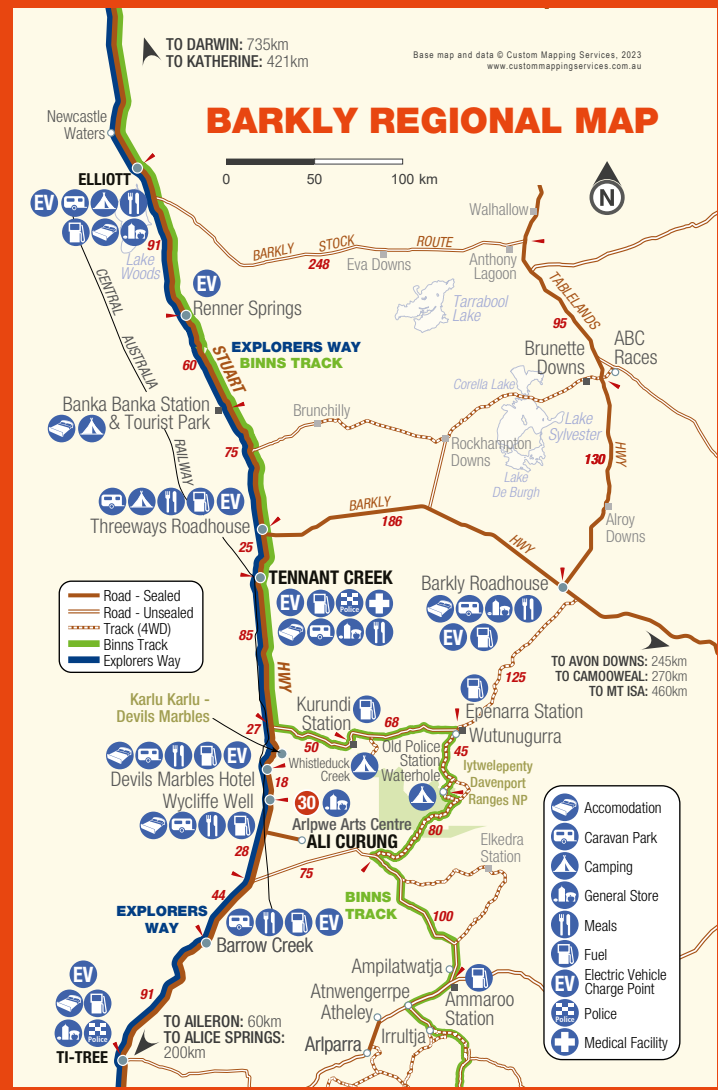 TO DARWIN: 735km
TO KATHERINE: 421km
Base map and data © Custom Mapping Services, 2023
www.custommappingservices.com.au
BARKLY REGIONAL MAP
Newcastle
Waters
0 50 100 km
N
ELLIOTT
EV
91
Lake
Woods
Walhallow
BARKLY STOCK ROUTE
248
Eva Downs
Anthony
Lagoon
TABLELANDS
95
CENTRAL
AUSTRALIA
RAILWAY
EV
Renner Springs
Tarrabool
Lake
EXPLORERS WAY
BINNS TRACK
STUART
60
Brunette
Downs
ABC
Races
Corella Lake
Banka Banka Station
& Tourist Park
Brunchilly
75
Lake
Sylvester
Rockhampton
Downs
Lake
De Burgh
130
HWY
EV
Threeways Roadhouse
BARKLY
186
HWY
Alroy
Downs
25
TENNANT CREEK
EV
Police
Barkly Roadhouse
EV
Road - Sealed
Road - Unsealed
Track (4WD)
Binns Track
Explorers Way
85
HWY
TO AVON DOWNS: 245km
TO CAMOOWEAL: 270km
TO MT ISA: 460km
125
Karlu Karlu -
Devils Marbles
Kurundi
Station
68
Epenarra Station
Wutunugurra
27
50
Whistleduck
Creek
Old Police
Station
Waterhole
45
Iytwelepenty
Davenport
Ranges NP
EV
Devils Marbles Hotel
18
Wycliffe Well
30
Arlpwe Arts Centre
ALI CURUNG
80
Elkedra
Station
28
75
44
BINNS
TRACK
100
EXPLORERS
WAY
EV
Barrow Creek
Ampilatwatja
Ammaroo
Station
Atnwengerrpe
Atheley
Irrultja
Arlparra
EV
91
Police
TI-TREE
TO AILERON: 60km
TO ALICE SPRINGS:
200km
Accomodation
Caravan Park
Camping
General Store
Meals
Fuel
EV Electric Vehicle
Charge Point
Police Police
Medical Facility